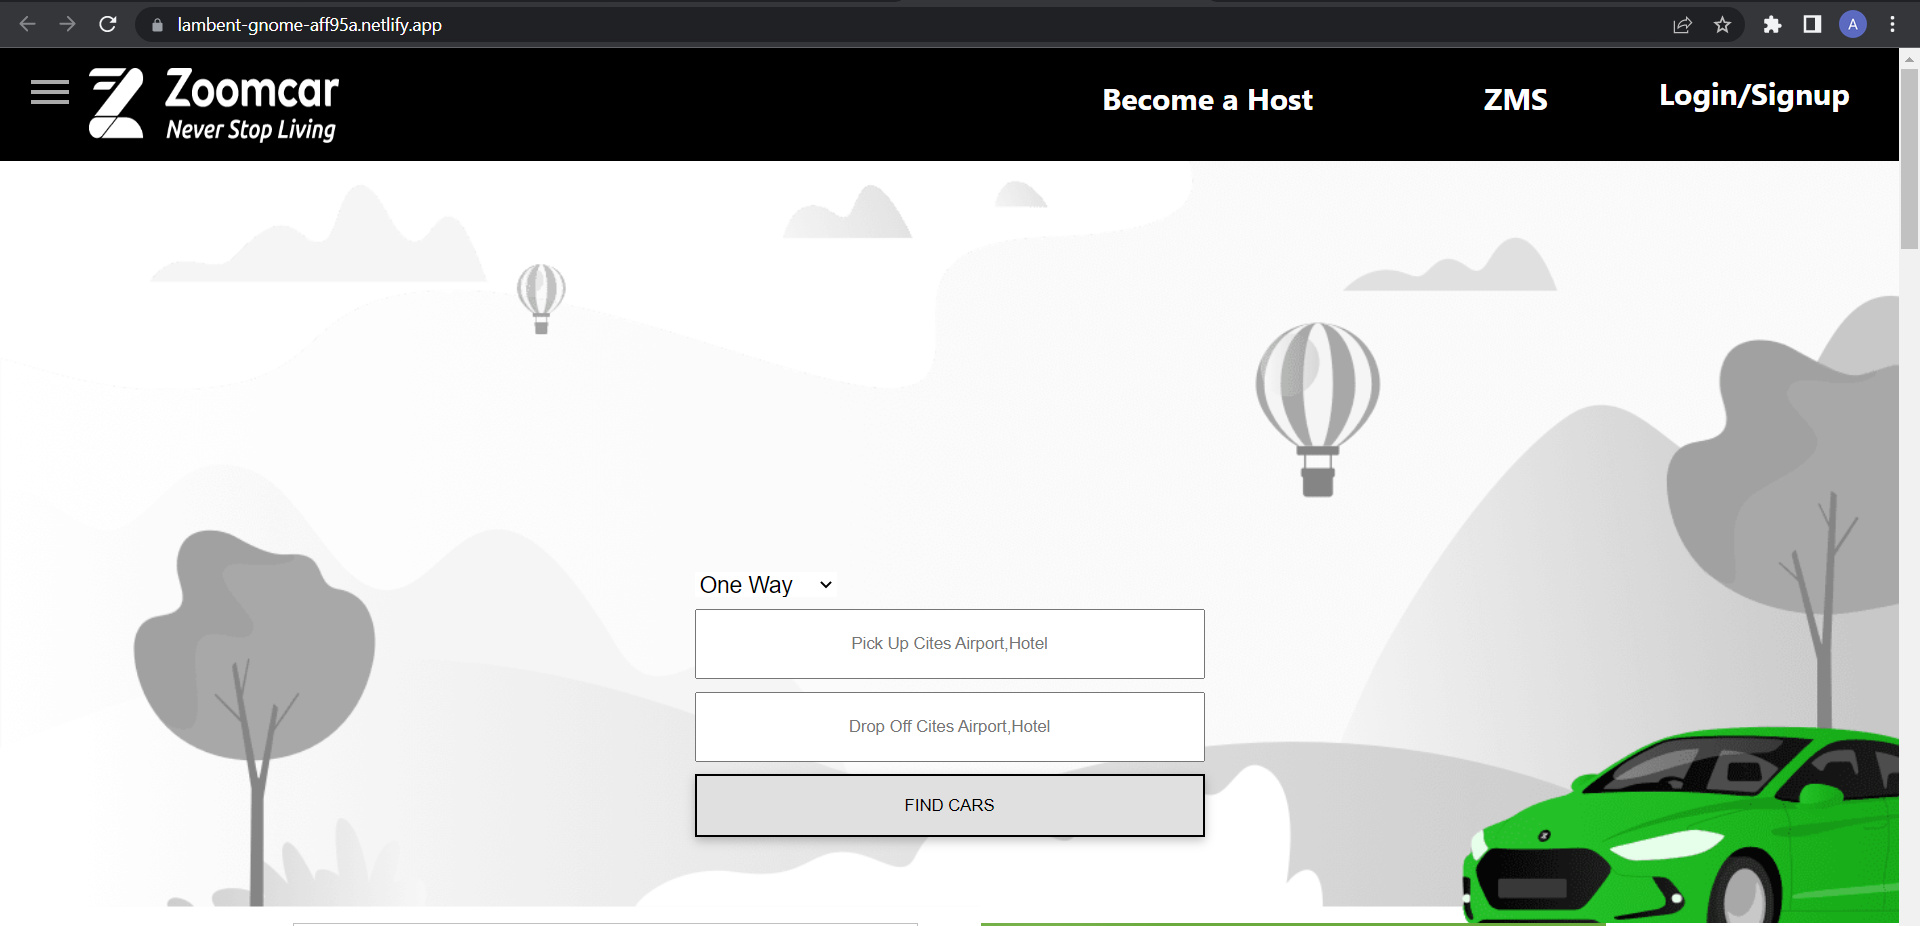 lambent-gnome-aff95a.netlify.app
A
Zoomcar
Never Stop Living
Become a Host
ZMS
Login/Signup
One Way
Pick Up Cites Airport,Hotel
Drop Off Cites Airport,Hotel
FIND CARS